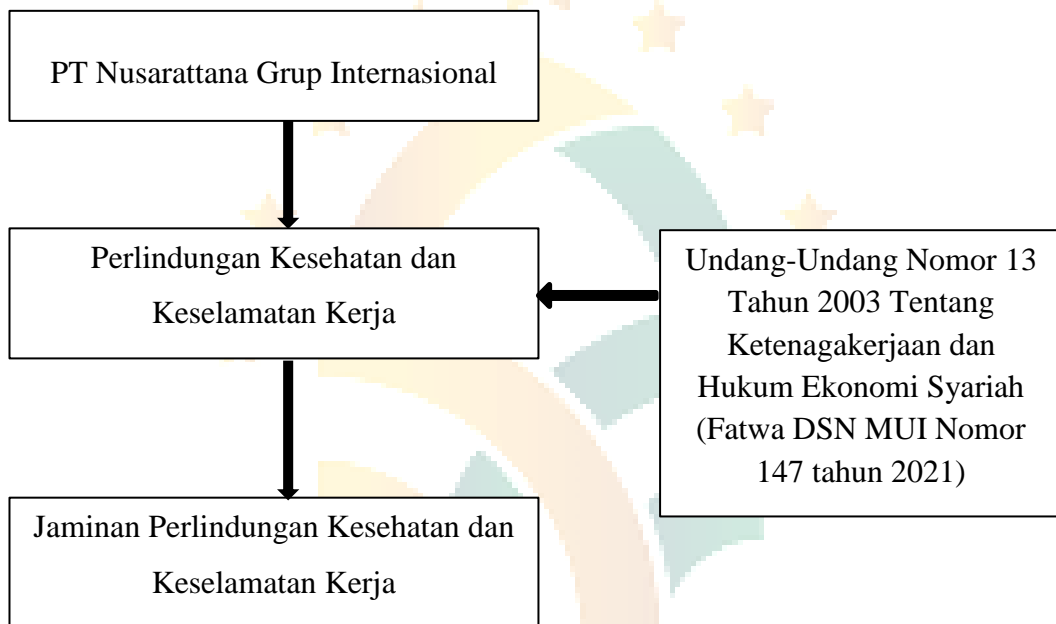 PT Nusarattana Grup Internasional
Perlindungan Kesehatan dan
Keselamatan Kerja
Undang-Undang Nomor 13
Tahun 2003 Tentang
Ketenagakerjaan dan
Hukum Ekonomi Syariah
(Fatwa DSN MUI Nomor
147 tahun 2021)
Jaminan Perlindungan Kesehatan dan
Keselamatan Kerja